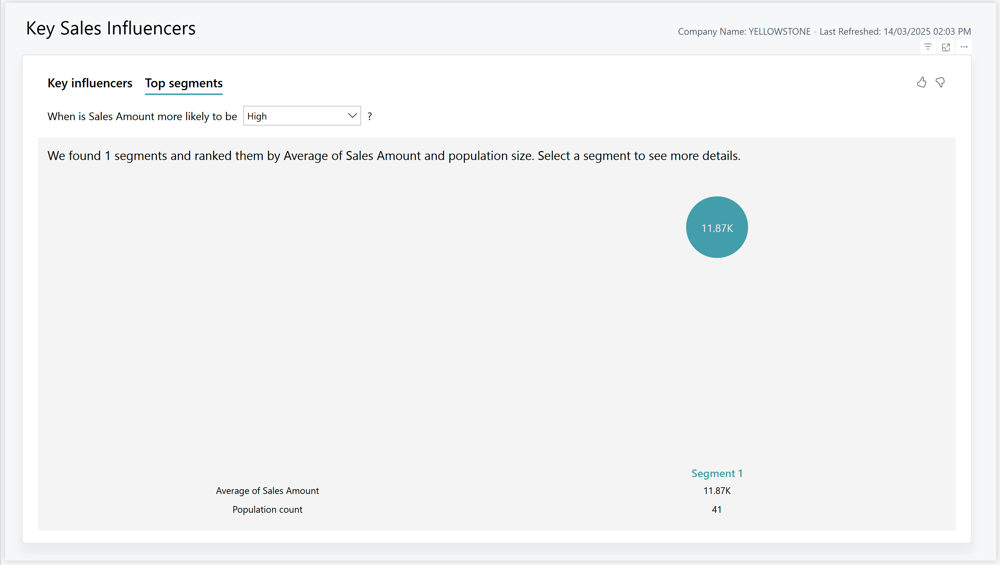 Key Sales Influencers
Company Name: YELLOWSTONE - Last Refreshed: 14/03/2025 02:03 PM
Key influencers Top segments
When is Sales Amount more likely to be High ?
We found 1 segments and ranked them by Average of Sales Amount and population size. Select a segment to see more details.
11.87K
Segment 1
Average of Sales Amount 11.87K
Population count 41